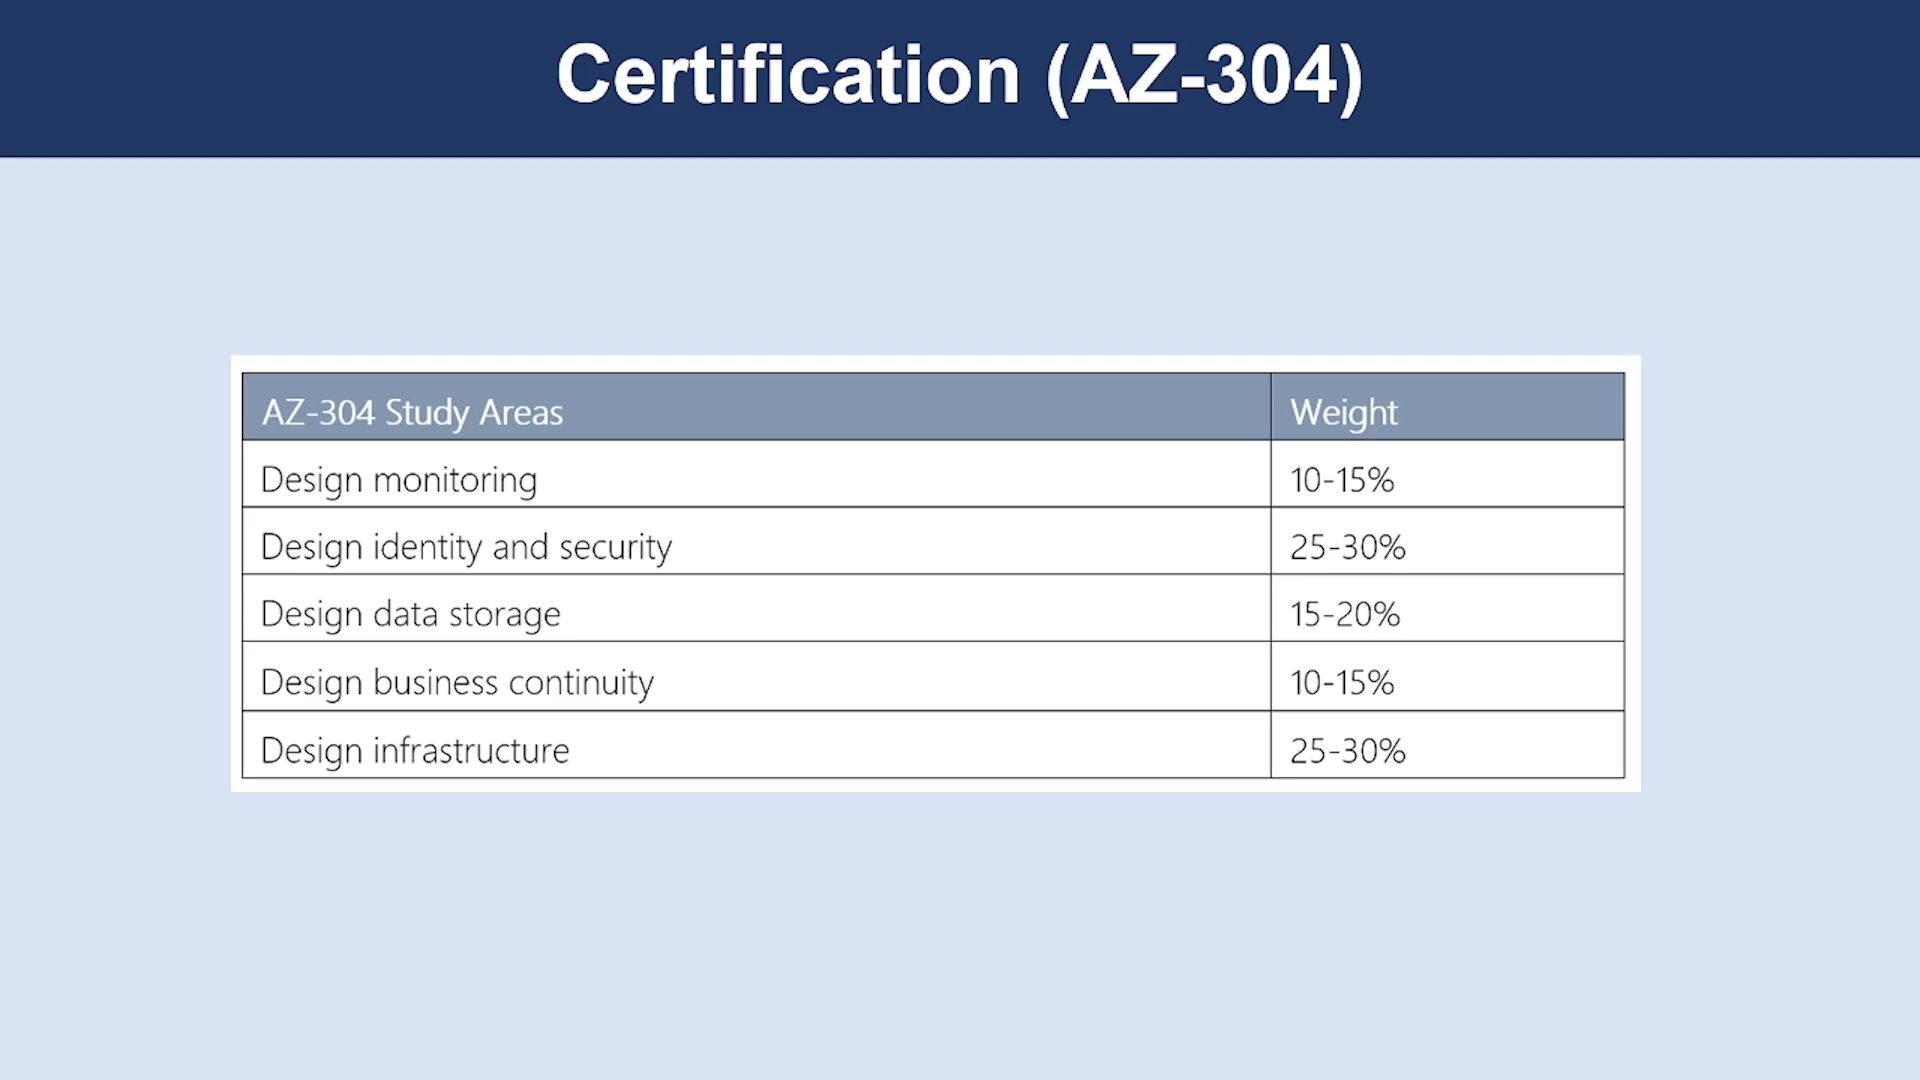 Certification (AZ-304)
AZ-304 Study Areas Weight
Design monitoring 10-15%
Design identity and security 25-30%
Design data storage 15-20%
Design business continuity 10-15%
Design infrastructure 25-30%